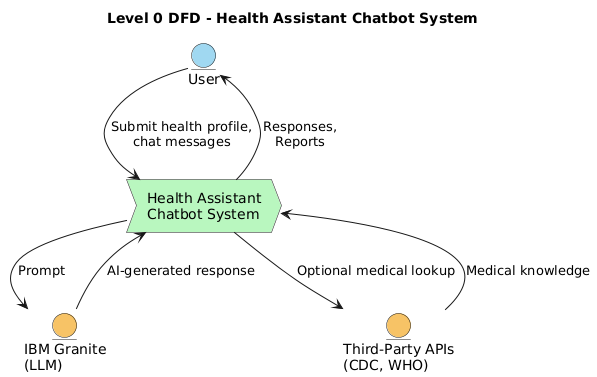 Level 0 DFD - Health Assistant Chatbot System
User
Submit health profile,
chat messages
Responses,
Reports
Health Assistant
Chatbot System
Prompt
AI-generated response
Optional medical lookup
Medical knowledge
IBM Granite
(LLM)
Third-Party APIs
(CDC, WHO)